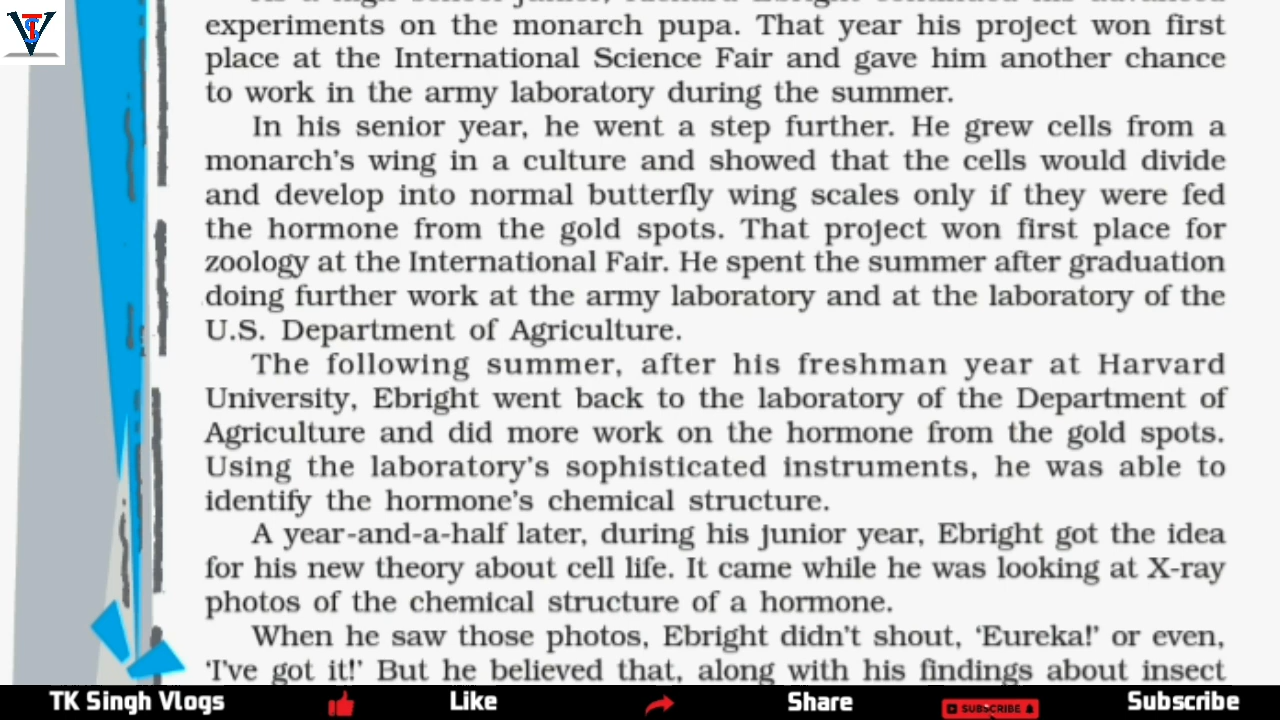 experiments on the monarch pupa. That year his project won first
place at the International Science Fair and gave him another chance
to work in the army laboratory during the summer.
In his senior year, he went a step further. He grew cells from a
monarch's wing in a culture and showed that the cells would divide
and develop into normal butterfly wing scales only if they were fed
the hormone from the gold spots. That project won first place for
zoology at the International Fair. He spent the summer after graduation
doing further work at the army laboratory and at the laboratory of the
U.S. Department of Agriculture.
The following summer, after his freshman year at Harvard
University, Ebright went back to the laboratory of the Department of
Agriculture and did more work on the hormone from the gold spots.
Using the laboratory's sophisticated instruments, he was able to
identify the hormone's chemical structure.
A year-and-a-half later, during his junior year, Ebright got the idea
for his new theory about cell life. It came while he was looking at X-ray
photos of the chemical structure of a hormone.
When he saw those photos, Ebright didn't shout, ‘Eureka!’ or even,
‘I've got it!’ But he believed that, along with his findings about insect
TK Singh Vlogs Like Share SUBSCRIBE Subscribe